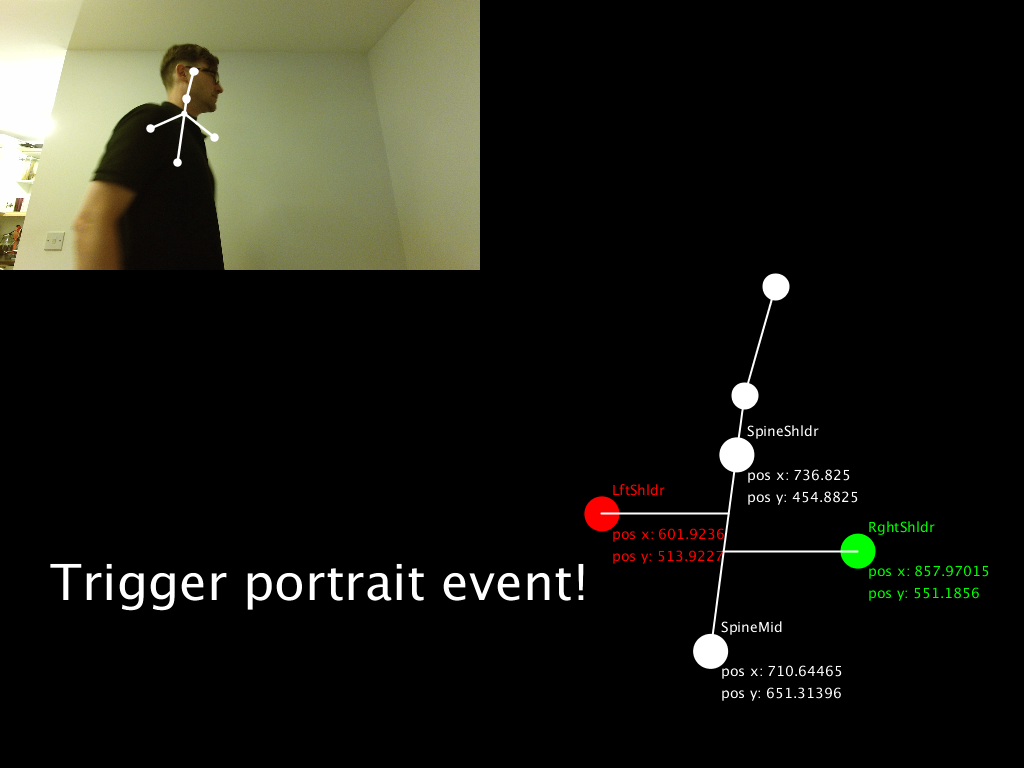 SpineShldr
pos x: 736.825
pos y: 454.8825
LftShldr
pos x: 601.9236
pos y: 513.9227
RghtShldr
pos x: 857.97015
pos y: 551.1856
Trigger portrait event!
SpineMid
pos x: 710.64465
pos y: 651.31396